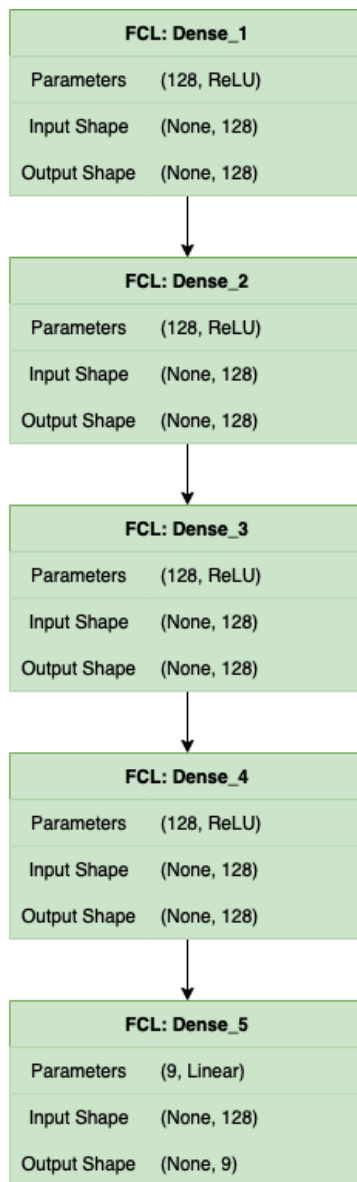 FCL: Dense_1
Parameters (128, ReLU)
Input Shape (None, 128)
Output Shape (None, 128)
FCL: Dense_2
Parameters (128, ReLU)
Input Shape (None, 128)
Output Shape (None, 128)
FCL: Dense_3
Parameters (128, ReLU)
Input Shape (None, 128)
Output Shape (None, 128)
FCL: Dense_4
Parameters (128, ReLU)
Input Shape (None, 128)
Output Shape (None, 128)
FCL: Dense_5
Parameters (9, Linear)
Input Shape (None, 128)
Output Shape (None, 9)